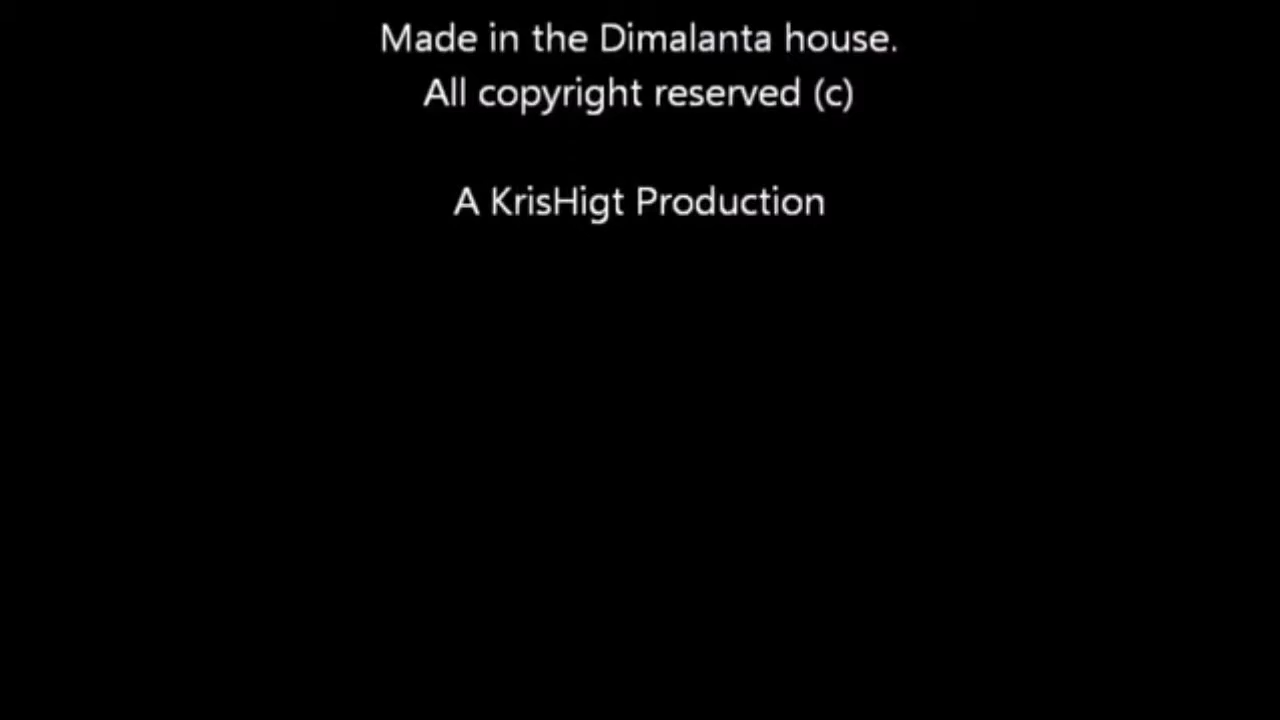 Made in the Dimalanta house.
All copyright reserved (c)
A KrisHigt Production